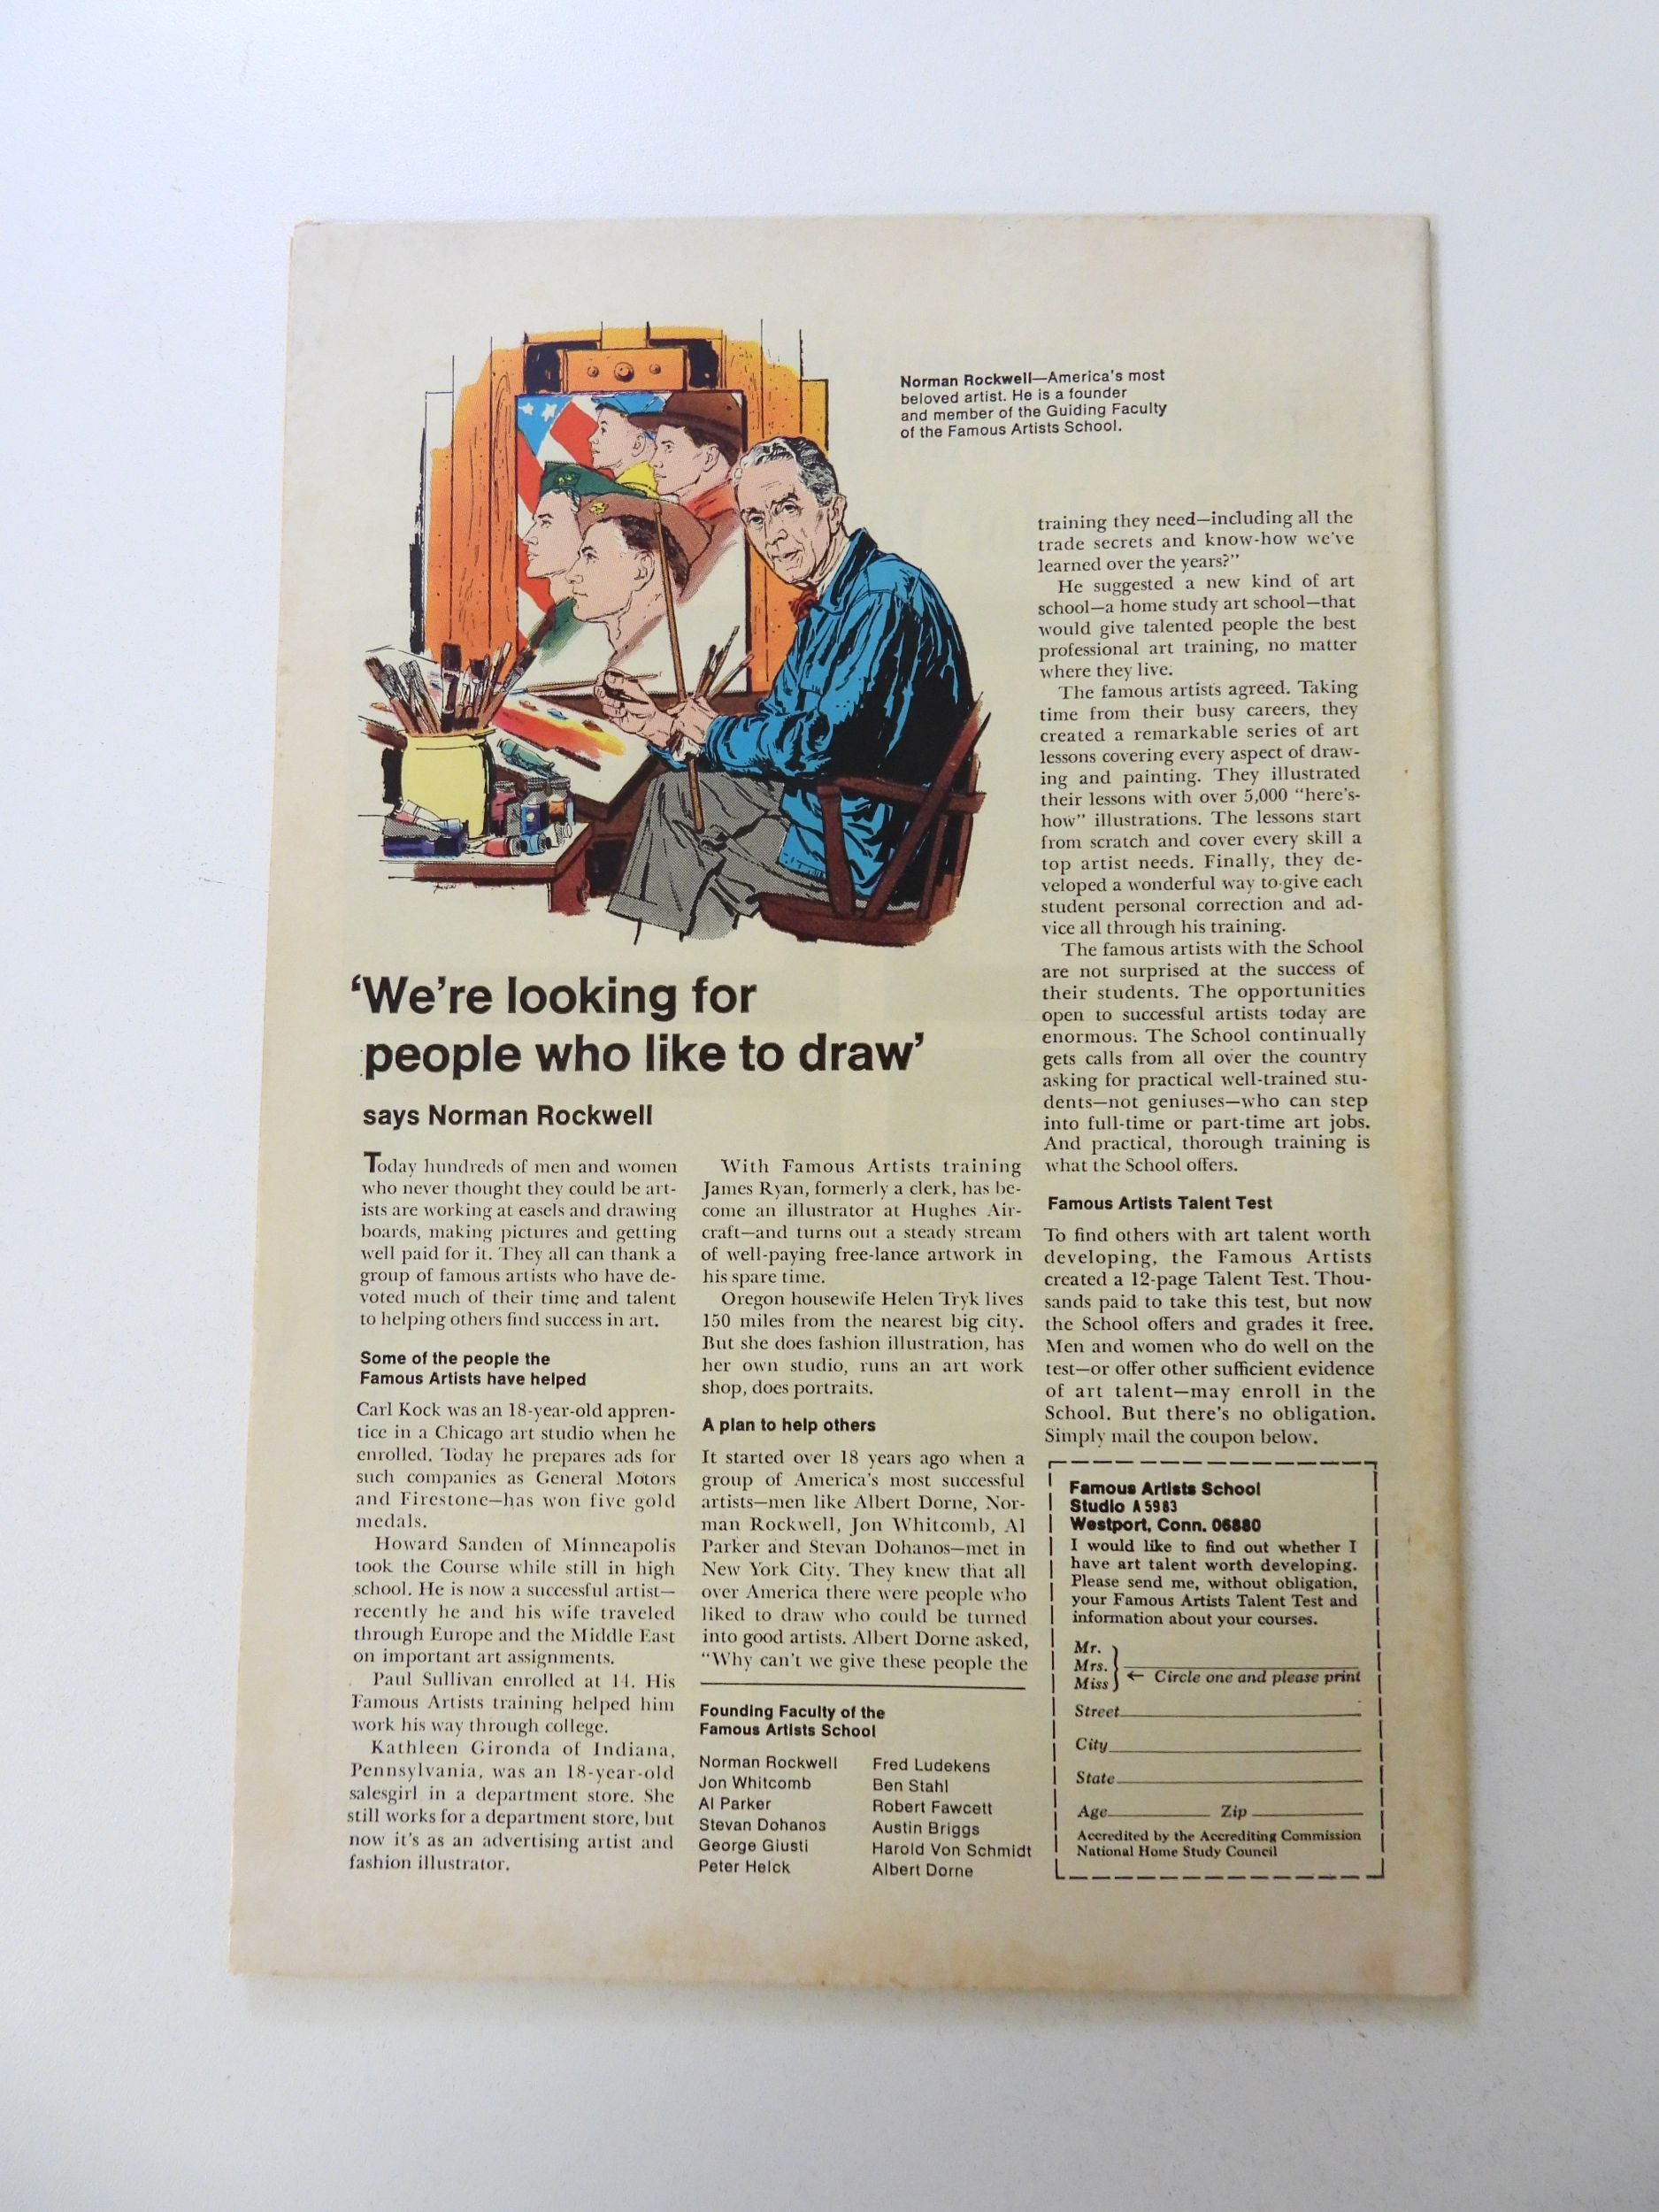 Norman Rockwell—America's most
beloved artist. He is a founder
and member of the Guiding Faculty
of the Famous Artists School.
'We're looking for
people who like to draw'
says Norman Rockwell
Today hundreds of men and women
who never thought they could be art-
ists are working at easels and drawing
boards, making pictures and getting
well paid for it. They all can thank a
group of famous artists who have de-
voted much of their time and talent
to helping others find success in art.
Some of the people the
Famous Artists have helped
Carl Kock was an 18-year-old appren-
tice in a Chicago art studio when he
enrolled. Today he prepares ads for
such companies as General Motors
and Firestone—has won five gold
medals.
Howard Sanden of Minneapolis
took the Course while still in high
school. He is now a successful artist—
recently he and his wife traveled
through Europe and the Middle East
on important art assignments.
Paul Sullivan enrolled at 14. His
Famous Artists training helped him
work his way through college.
Kathleen Gironda of Indiana,
Pennsylvania, was an 18-year-old
salesgirl in a department store. She
still works for a department store, but
now it's as an advertising artist and
fashion illustrator.
With Famous Artists training
James Ryan, formerly a clerk, has be-
come an illustrator at Hughes Air-
craft—and turns out a steady stream
of well-paying free-lance artwork in
his spare time.
Oregon housewife Helen Tryk lives
150 miles from the nearest big city.
But she does fashion illustration, has
her own studio, runs an art work
shop, does portraits.
A plan to help others
It started over 18 years ago when a
group of America's most successful
artists—men like Albert Dorne, Nor-
man Rockwell, Jon Whitcomb, Al
Parker and Stevan Dohanos—met in
New York City. They knew that all
over America there were people who
liked to draw who could be turned
into good artists. Albert Dorne asked,
"Why can't we give these people the
Founding Faculty of the
Famous Artists School
Norman Rockwell
Jon Whitcomb
Al Parker
Stevan Dohanos
George Giusti
Peter Helck
Fred Ludekens
Ben Stahl
Robert Fawcett
Austin Briggs
Harold Von Schmidt
Albert Dorne
training they need—including all the
trade secrets and know-how we've
learned over the years?"
He suggested a new kind of art
school—a home study art school—that
would give talented people the best
professional art training, no matter
where they live.
The famous artists agreed. Taking
time from their busy careers, they
created a remarkable series of art
lessons covering every aspect of draw-
ing and painting. They illustrated
their lessons with over 5,000 "here's-
how" illustrations. The lessons start
from scratch and cover every skill a
top artist needs. Finally, they de-
veloped a wonderful way to give each
student personal correction and ad-
vice all through his training.
The famous artists with the School
are not surprised at the success of
their students. The opportunities
open to successful artists today are
enormous. The School continually
gets calls from all over the country
asking for practical well-trained stu-
dents—not geniuses—who can step
into full-time or part-time art jobs.
And practical, thorough training is
what the School offers.
Famous Artists Talent Test
To find others with art talent worth
developing, the Famous Artists
created a 12-page Talent Test. Thou-
sands paid to take this test, but now
the School offers and grades it free.
Men and women who do well on the
test—or offer other sufficient evidence
of art talent—may enroll in the
School. But there's no obligation.
Simply mail the coupon below.
Famous Artists School
Studio A5983
Westport, Conn. 06880
I would like to find out whether I
have art talent worth developing.
Please send me, without obligation,
your Famous Artists Talent Test and
information about your courses.
Mr.
Mrs.
Miss
← Circle one and please print
Street
City
State
Age Zip
Accredited by the Accrediting Commission
National Home Study Council